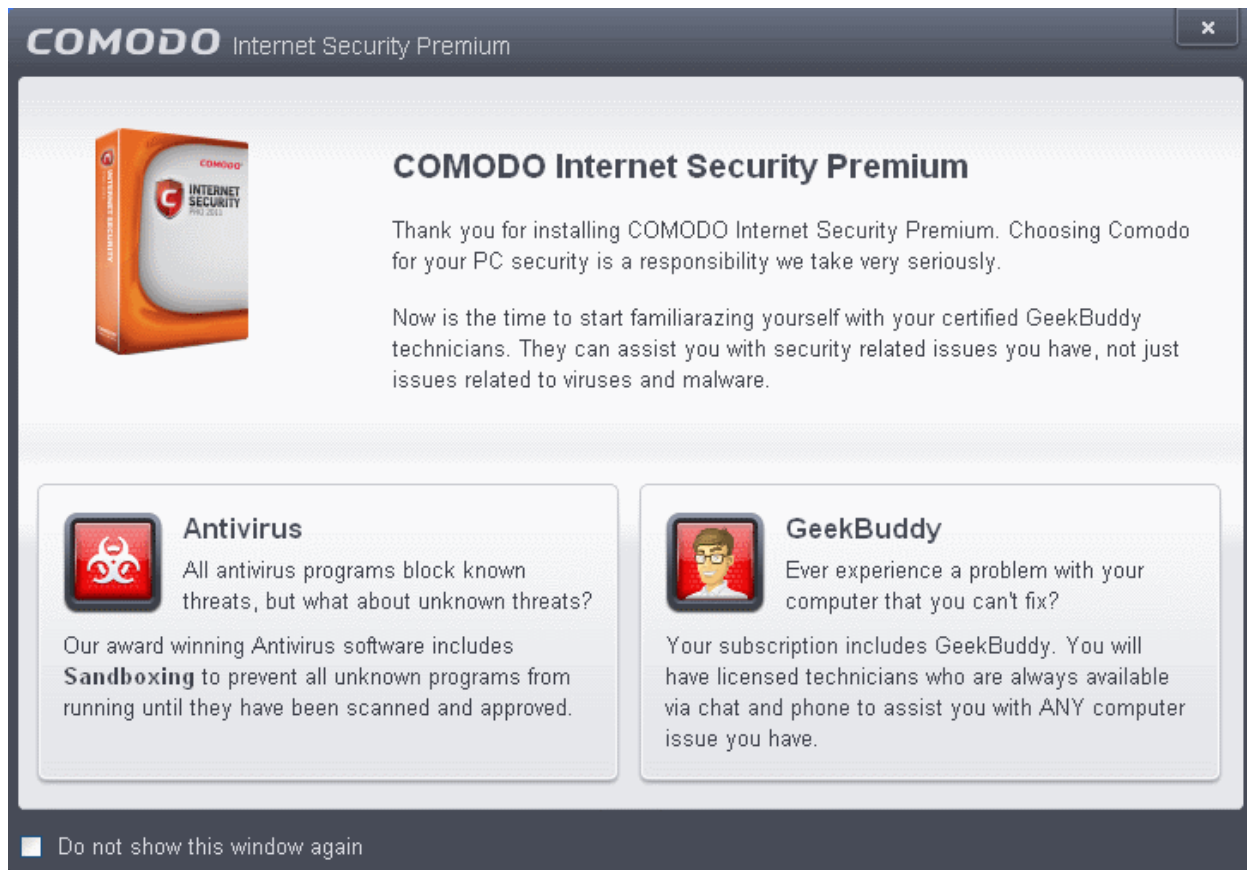 COMODO Internet Security Premium
COMODO
INTERNET
SECURITY
PRO 2011
INTERNET SECURITY
COMODO Internet Security Premium
Thank you for installing COMODO Internet Security Premium. Choosing Comodo
for your PC security is a responsibility we take very seriously.
Now is the time to start familiarazing yourself with your certified GeekBuddy
technicians. They can assist you with security related issues you have, not just
issues related to viruses and malware.
Antivirus
All antivirus programs block known
threats, but what about unknown threats?
Our award winning Antivirus software includes
Sandboxing to prevent all unknown programs from
running until they have been scanned and approved.
GeekBuddy
Ever experience a problem with your
computer that you can't fix?
Your subscription includes GeekBuddy. You will
have licensed technicians who are always available
via chat and phone to assist you with ANY computer
issue you have.
Do not show this window again